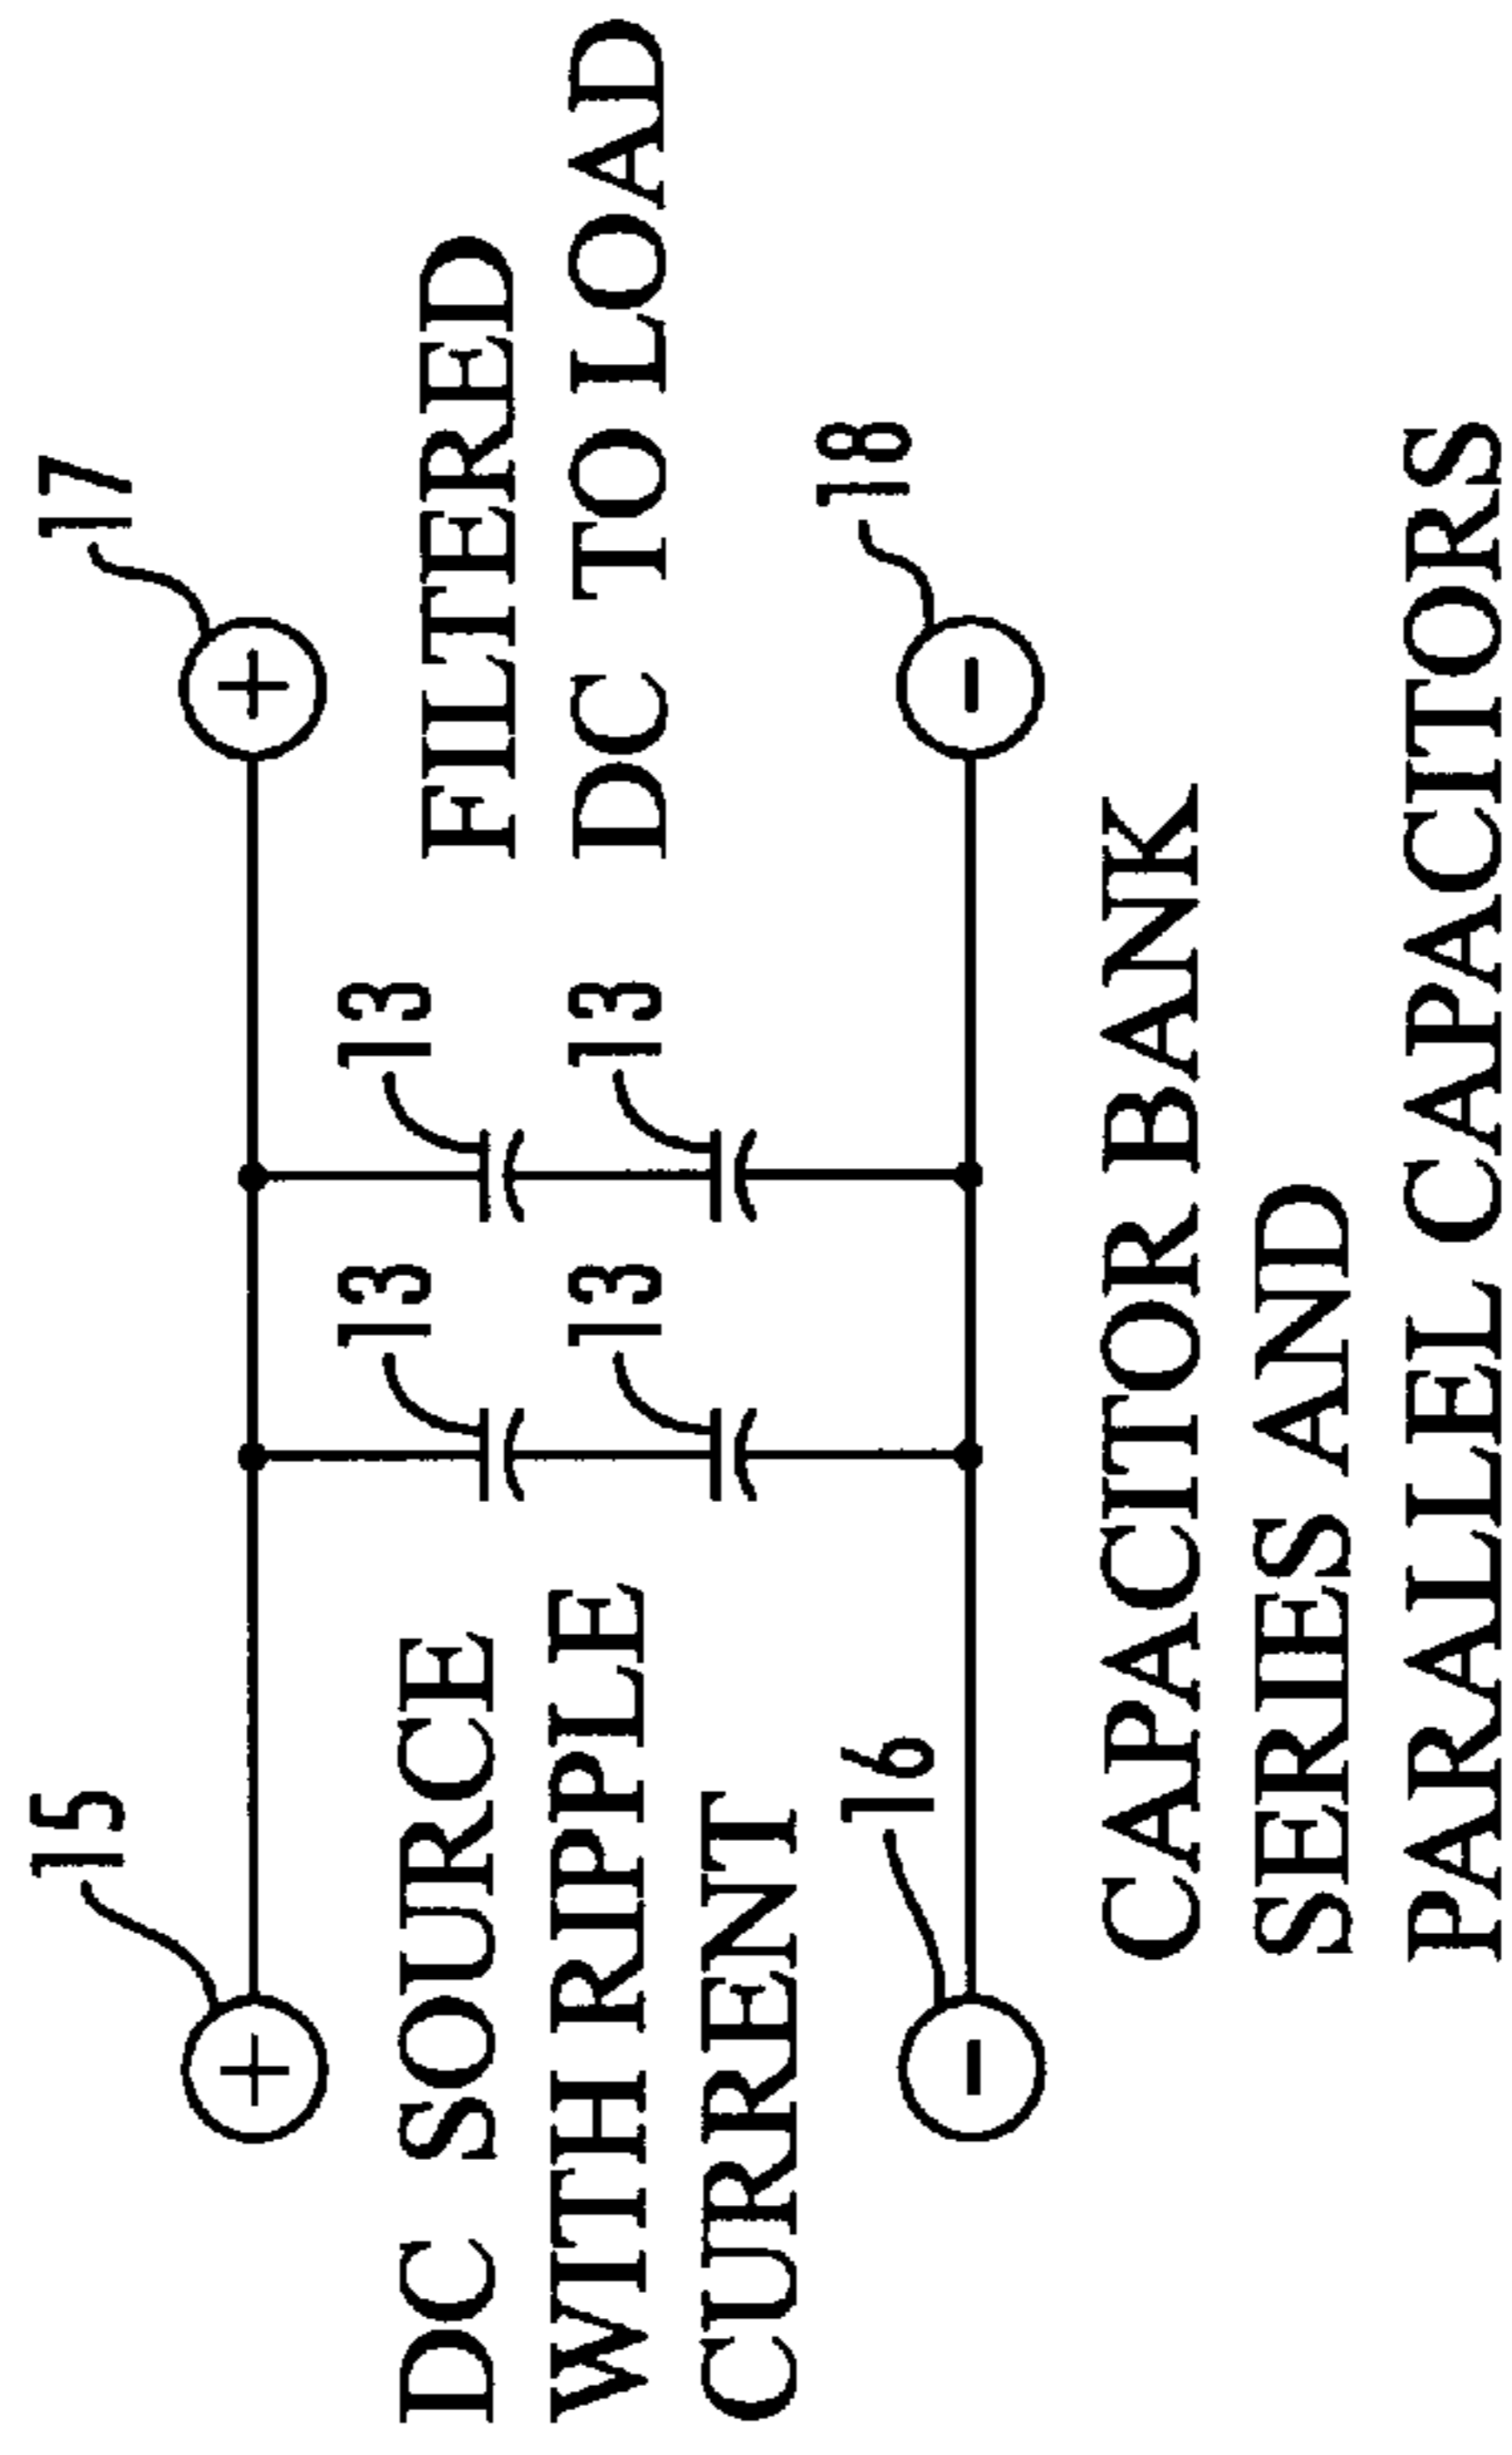 15
17
+
+
13
13
DC SOURCE
WITH RIPPLE
CURRENT
FILTERED
DC TO LOAD
13
13
16
18
-
-
CAPACITOR BANK
SERIES AND
PARALLEL CAPACITORS